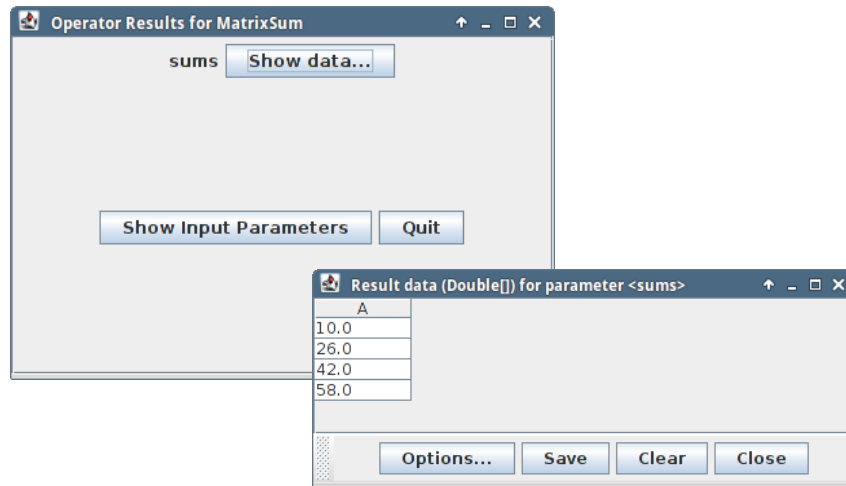 Operator Results for MatrixSum
sums Show data...
Show Input Parameters Quit
Result data (Double[]) for parameter <sums>
A
10.0
26.0
42.0
58.0
Options... Save Clear Close